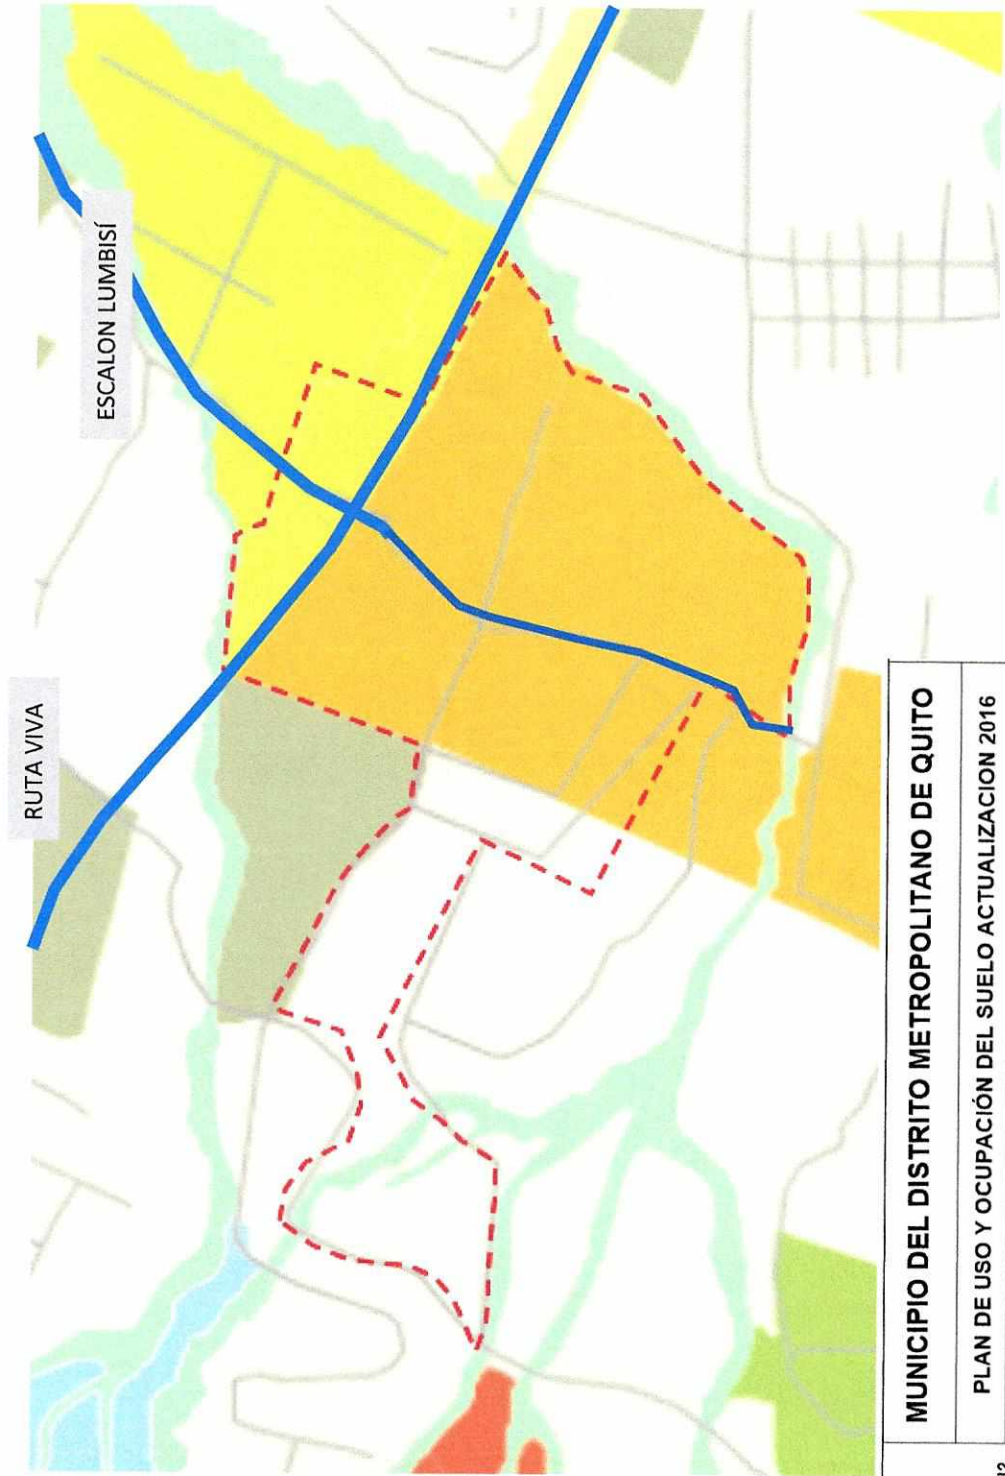 ESCALON LUMBISÍ
RUTA VIVA
MUNICIPIO DEL DISTRITO METROPOLITANO DE QUITO
PLAN DE USO Y OCUPACIÓN DEL SUELO ACTUALIZACION 2016